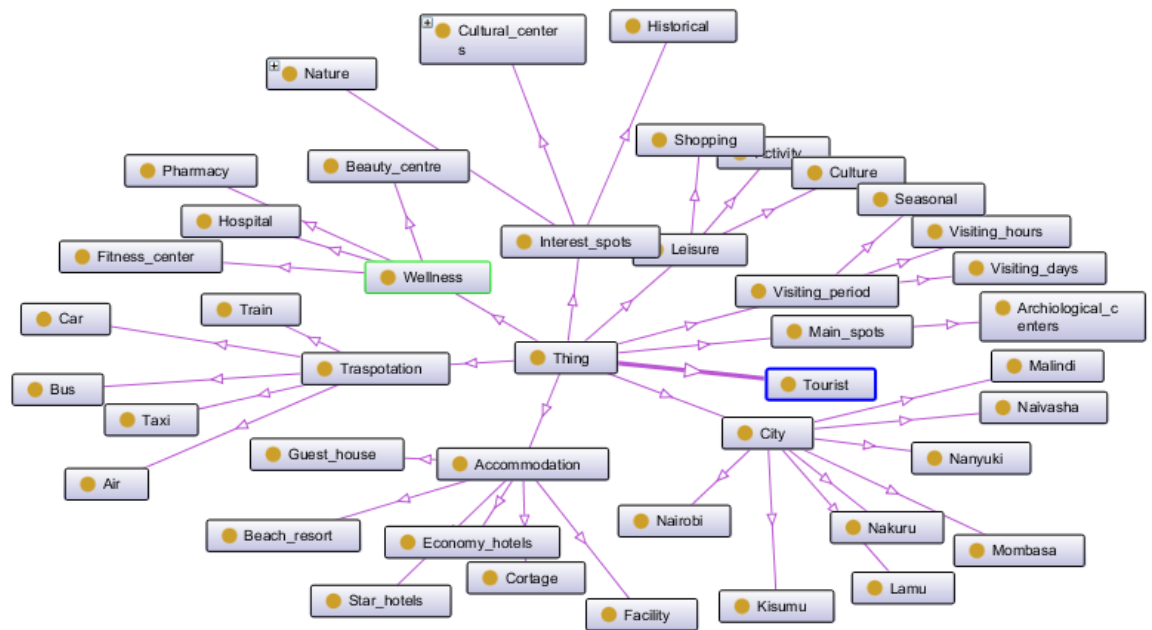 Cultural_center
s
Historical
Nature
Shopping
Activity
Beauty_centre
Pharmacy
Culture
Seasonal
Hospital
Visiting_hours
Interest_spots
Leisure
Fitness_center
Visiting_days
Wellness
Visiting_period
Train
Archiological_c
enters
Car
Main_spots
Thing
Malindi
Traspotation
Tourist
Bus
Naivasha
Taxi
City
Guest_house
Accommodation
Nanyuki
Air
Nairobi
Nakuru
Beach_resort
Economy_hotels
Mombasa
Cortage
Lamu
Star_hotels
Kisumu
Facility